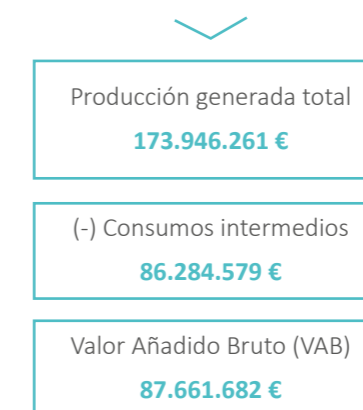 Producción generada total
173.946.261 €
(-) Consumos intermedios
86.284.579 €
Valor Añadido Bruto (VAB)
87.661.682 €